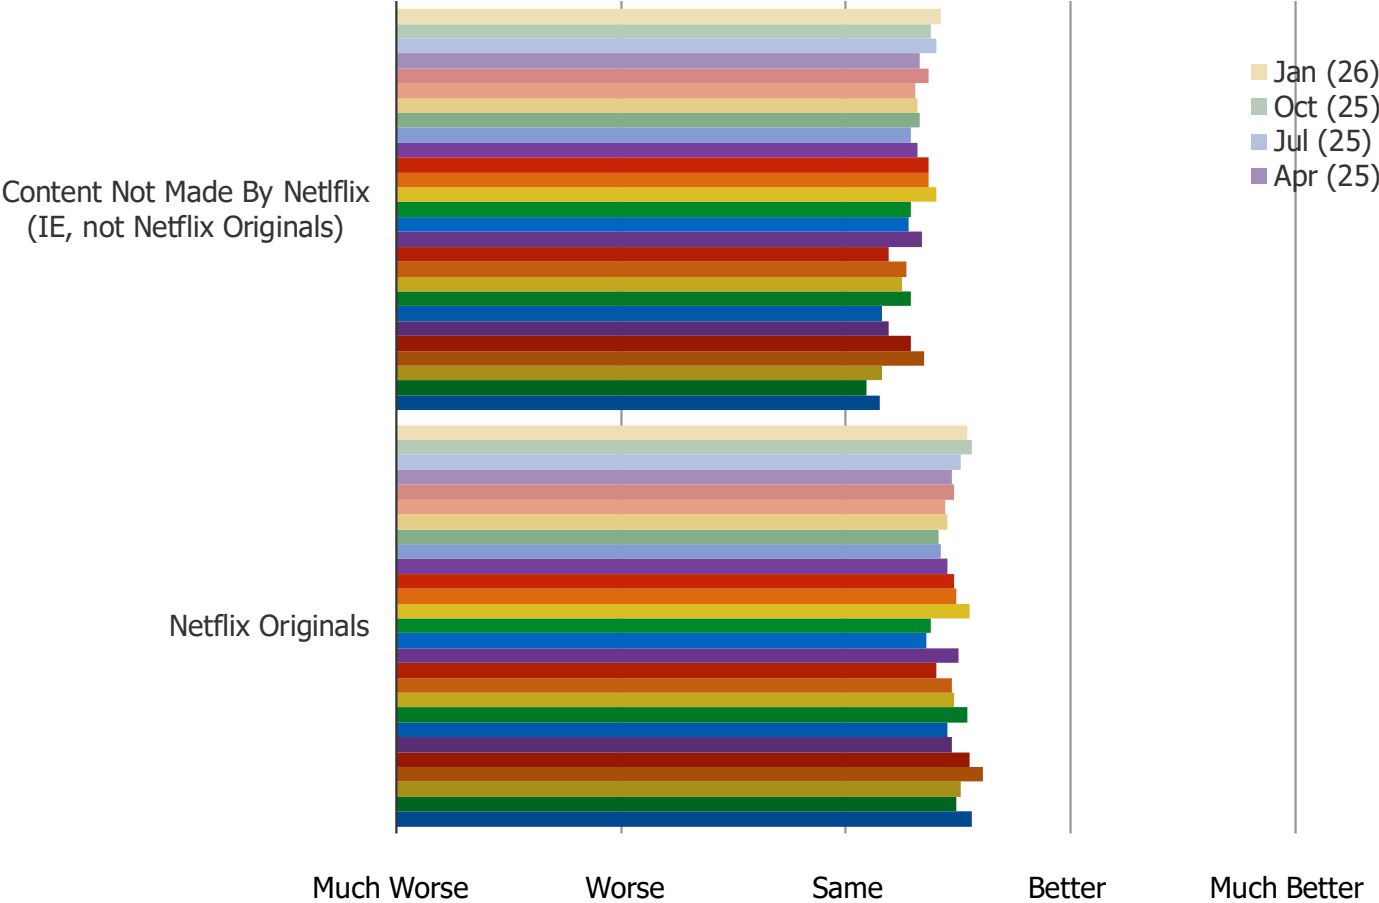 Jan (26)
Oct (25)
Jul (25)
Apr (25)
Content Not Made By Netlflix
(IE, not Netflix Originals)
Netflix Originals
Much Worse
Worse
Same
Better
Much Better